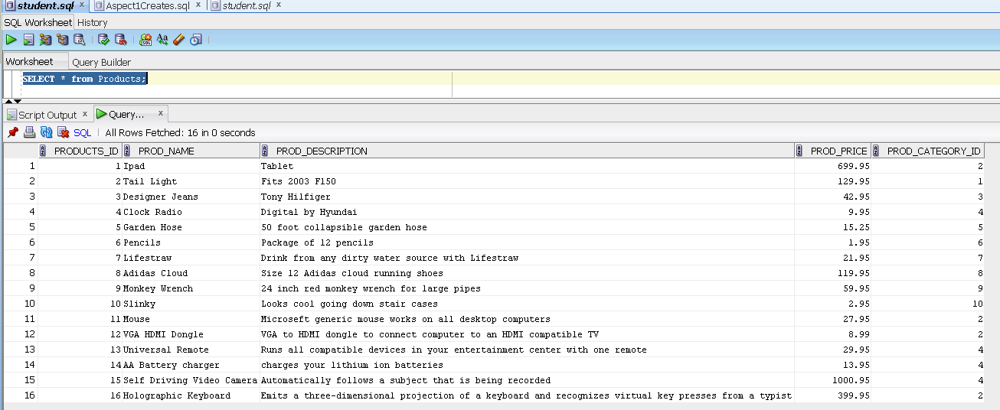 student.sql x Aspect1Creates.sql x student.sql x
SQL Worksheet History
Worksheet Query Builder
SELECT * from Products;
Script Output x Query... x
SQL All Rows Fetched: 16 in 0 seconds
PRODUCTS_ID PROD_NAME PROD_DESCRIPTION PROD_PRICE PROD_CATEGORY_ID
1 1 Ipad Tablet 699.95 2
2 2 Tail Light Fits 2003 F150 129.95 1
3 3 Designer Jeans Tony Hilfiger 42.95 3
4 4 Clock Radio Digital by Hyundai 9.95 4
5 5 Garden Hose 50 foot collapsible garden hose 15.25 5
6 6 Pencils Package of 12 pencils 1.95 6
7 7 Lifestraw Drink from any dirty water source with Lifestraw 21.95 7
8 8 Adidas Cloud Size 12 Adidas cloud running shoes 119.95 8
9 9 Monkey Wrench 24 inch red monkey wrench for large pipes 59.95 9
10 10 Slinky Looks cool going down stair cases 2.95 10
11 11 Mouse Microseft generic mouse works on all desktop computers 27.95 2
12 12 VGA HDMI Dongle VGA to HDMI dongle to connect computer to an HDMI compatible TV 8.99 2
13 13 Universal Remote Runs all compatible devices in your entertainment center with one remote 29.95 4
14 14 AA Battery charger charges your lithium ion batteries 13.95 4
15 15 Self Driving Video Camera Automatically follows a subject that is being recorded 1000.95 4
16 16 Holographic Keyboard Emits a three-dimensional projection of a keyboard and recognizes virtual key presses from a typist 399.95 2